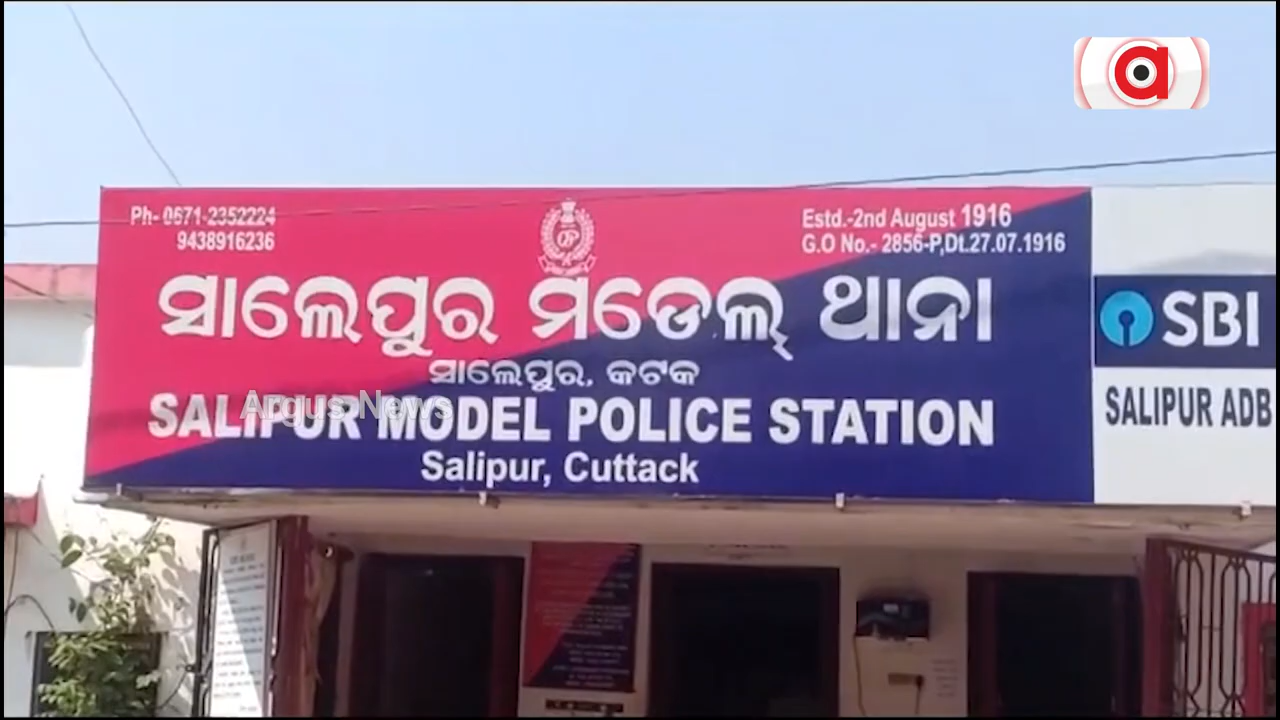 Ph- 0671-2352224
9438916236
Estd.-2nd August 1916
G.O No.- 2856-P,Dt.27.07.1916
ସାଲେପୁର ମଡେଲ୍ ଥାନା
ସାଲେପୁର, କଟକ
SALIPUR MODEL POLICE STATION
Salipur, Cuttack
Argus News
SBI
SALIPUR ADB
a